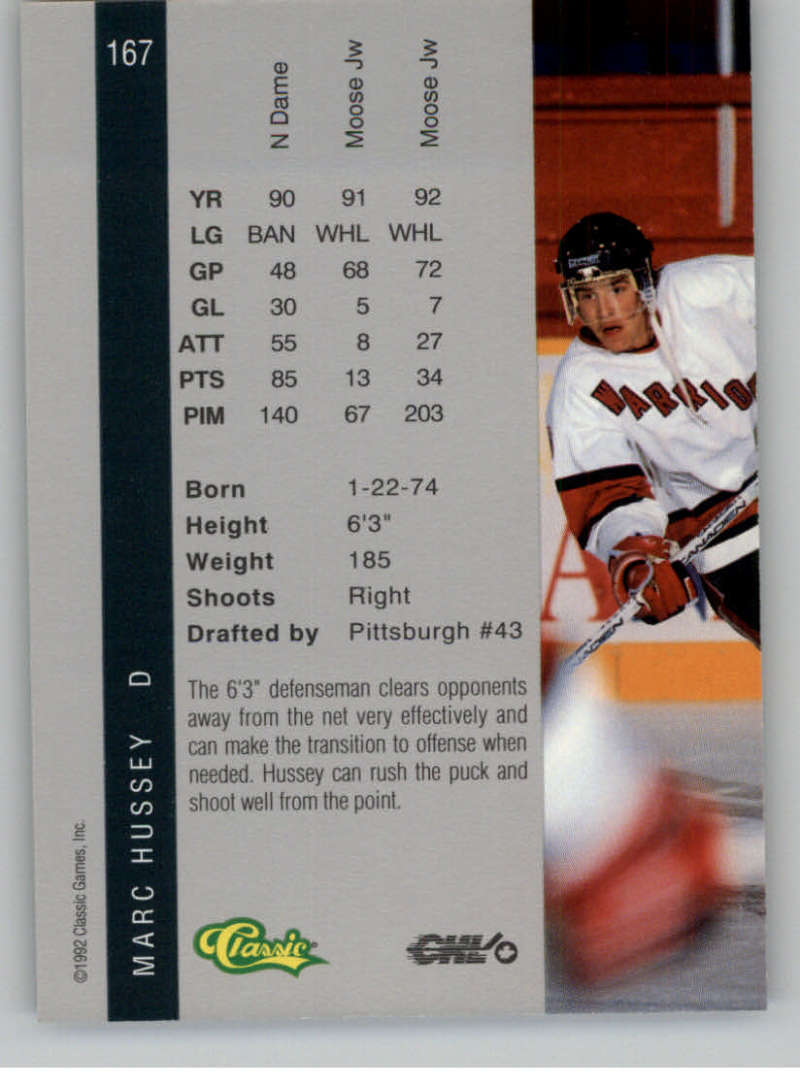 167
N Dame Moose Jw Moose Jw
YR 90 91 92
LG BAN WHL WHL
GP 48 68 72
GL 30 5 7
ATT 55 8 27
PTS 85 13 34
PIM 140 67 203
Born 1-22-74
Height 6'3"
Weight 185
Shoots Right
Drafted by Pittsburgh #43
The 6'3" defenseman clears opponents
away from the net very effectively and
can make the transition to offense when
needed. Hussey can rush the puck and
shoot well from the point.
MARC HUSSEY D
©1992 Classic Games, Inc.
Classic
CHL
WARRIO
CANADIEN
NADIEN
A